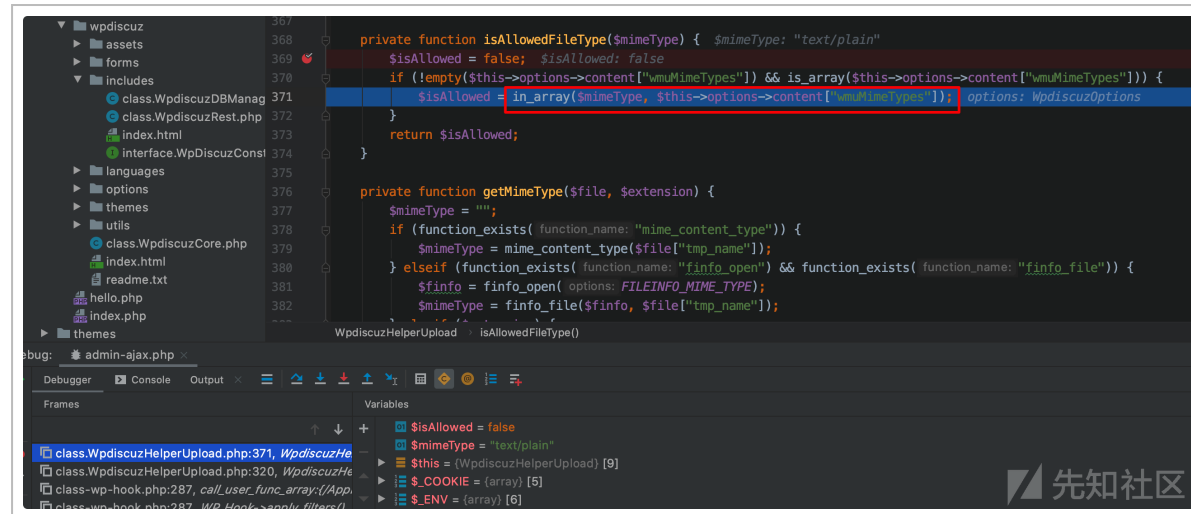 wpdiscuz
assets
forms
includes
class.WpdiscuzDBManag
class.WpdiscuzRest.php
index.html
interface.WpDiscuzConst
languages
options
themes
utils
class.WpdiscuzCore.php
index.html
readme.txt
hello.php
index.php
themes
367
368 private function isAllowedFileType($mimeType) { $mimeType: "text/plain"
369 $isAllowed = false; $isAllowed: false
370 if (!empty($this->options->content["wmuMimeTypes"]) && is_array($this->options->content["wmuMimeTypes"])) {
371 $isAllowed = in_array($mimeType, $this->options->content["wmuMimeTypes"]); options: WpdiscuzOptions
372 }
373 return $isAllowed;
374 }
375
376 private function getMimeType($file, $extension) {
377 $mimeType = "";
378 if (function_exists( function_name: "mime_content_type")) {
379 $mimeType = mime_content_type($file["tmp_name"]);
380 } elseif (function_exists( function_name: "finfo_open") && function_exists( function_name: "finfo_file")) {
381 $finfo = finfo_open( options: FILEINFO_MIME_TYPE);
382 $mimeType = finfo_file($finfo, $file["tmp_name"]);
WpdiscuzHelperUpload › isAllowedFileType()
ebug: admin-ajax.php ×
Debugger Console Output ×
Frames
Variables
class.WpdiscuzHelperUpload.php:371, WpdiscuzHe
class.WpdiscuzHelperUpload.php:320, WpdiscuzHe
class-wp-hook.php:287, call_user_func_array:{/App
class-wp-hook.php:287, WP_Hook->apply_filters()
$isAllowed = false
$mimeType = "text/plain"
$this = {WpdiscuzHelperUpload} [9]
$_COOKIE = {array} [5]
$_ENV = {array} [6]
先知社区